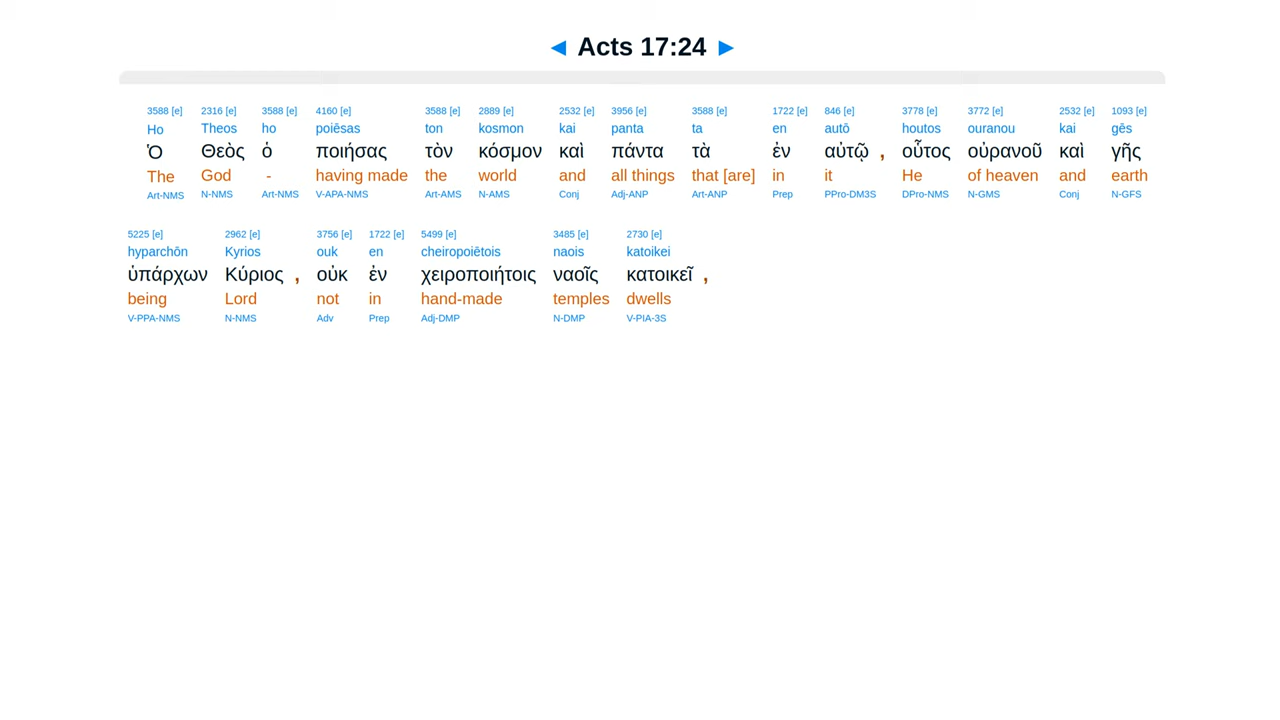 ◄ Acts 17:24 ►
3588 [e] 2316 [e] 3588 [e] 4160 [e] 3588 [e] 2889 [e] 2532 [e] 3956 [e] 3588 [e] 1722 [e] 846 [e] 3778 [e] 3772 [e] 2532 [e] 1093 [e]
Ho Theos ho poiēsas ton kosmon kai panta ta en autō houtos ouranou kai gēs
Ὁ Θεὸς ὁ ποιήσας τὸν κόσμον καὶ πάντα τὰ ἐν αὐτῷ , οὗτος οὐρανοῦ καὶ γῆς
The God - having made the world and all things that [are] in it He of heaven and earth
Art-NMS N-NMS Art-NMS V-APA-NMS Art-AMS N-AMS Conj Adj-ANP Art-ANP Prep PPro-DM3S DPro-NMS N-GMS Conj N-GFS
5225 [e] 2962 [e] 3756 [e] 1722 [e] 5499 [e] 3485 [e] 2730 [e]
hyparchōn Kyrios ouk en cheiropoiētois naois katoikei
ὑπάρχων Κύριος , οὐκ ἐν χειροποιήτοις ναοῖς κατοικεῖ ,
being Lord not in hand-made temples dwells
V-PPA-NMS N-NMS Adv Prep Adj-DMP N-DMP V-PIA-3S